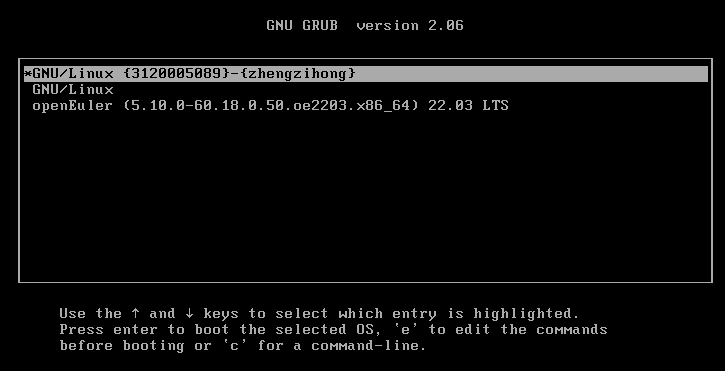 GNU GRUB  version 2.06
*GNU/Linux {3120005089}-{zhengzihong}
GNU/Linux
openEuler (5.10.0-60.18.0.50.oe2203.x86_64) 22.03 LTS
Use the ↑ and ↓ keys to select which entry is highlighted.
Press enter to boot the selected OS, `e' to edit the commands
before booting or `c' for a command-line.